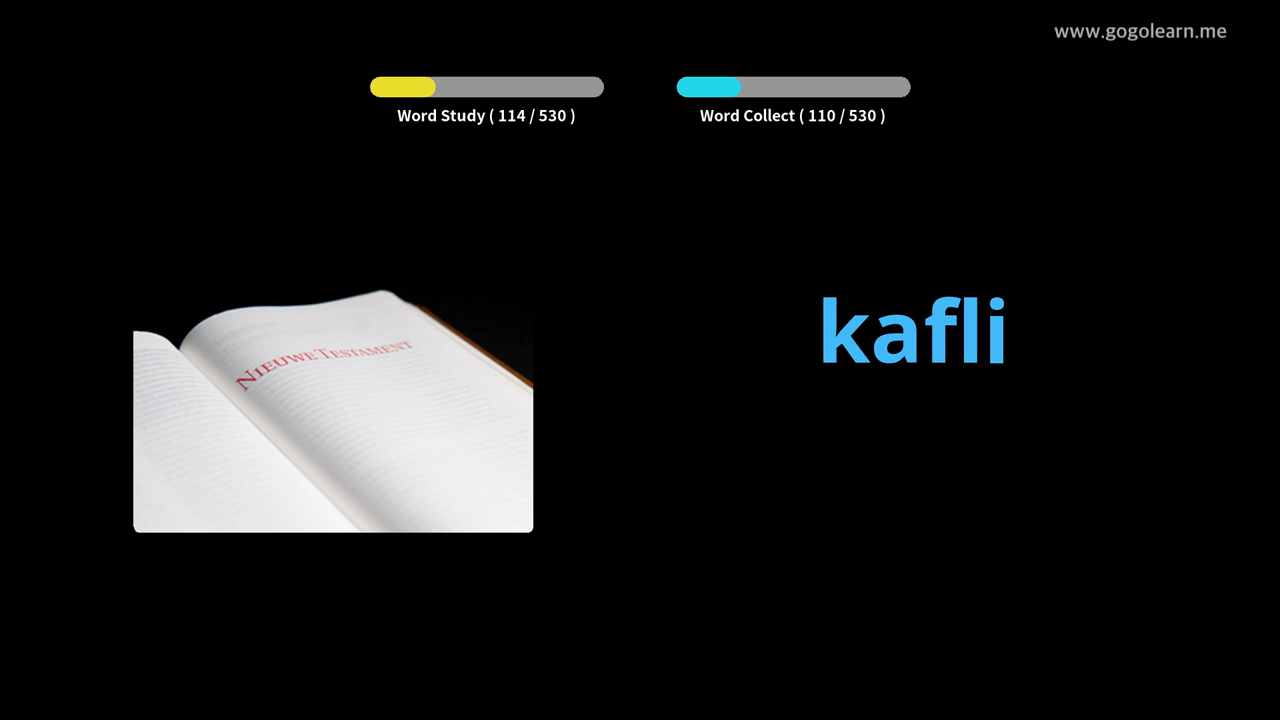 www.gogolearn.me
Word Study ( 114 / 530 )
Word Collect ( 110 / 530 )
NIEUWE TESTAMENT
kafli